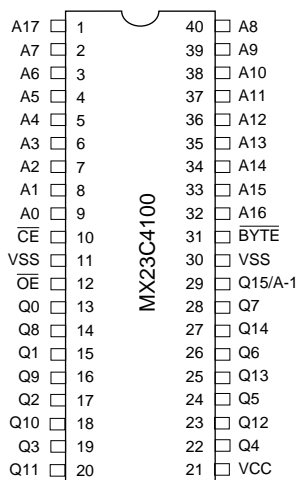 A17 1 40 A8
A7 2 39 A9
A6 3 38 A10
A5 4 37 A11
A4 5 36 A12
A3 6 35 A13
A2 7 34 A14
A1 8 33 A15
A0 9 32 A16
C̅E̅ 10 31 B̅Y̅T̅E̅
VSS 11 30 VSS
O̅E̅ 12 29 Q15/A-1
Q0 13 28 Q7
Q8 14 27 Q14
Q1 15 26 Q6
Q9 16 25 Q13
Q2 17 24 Q5
Q10 18 23 Q12
Q3 19 22 Q4
Q11 20 21 VCC
MX23C4100